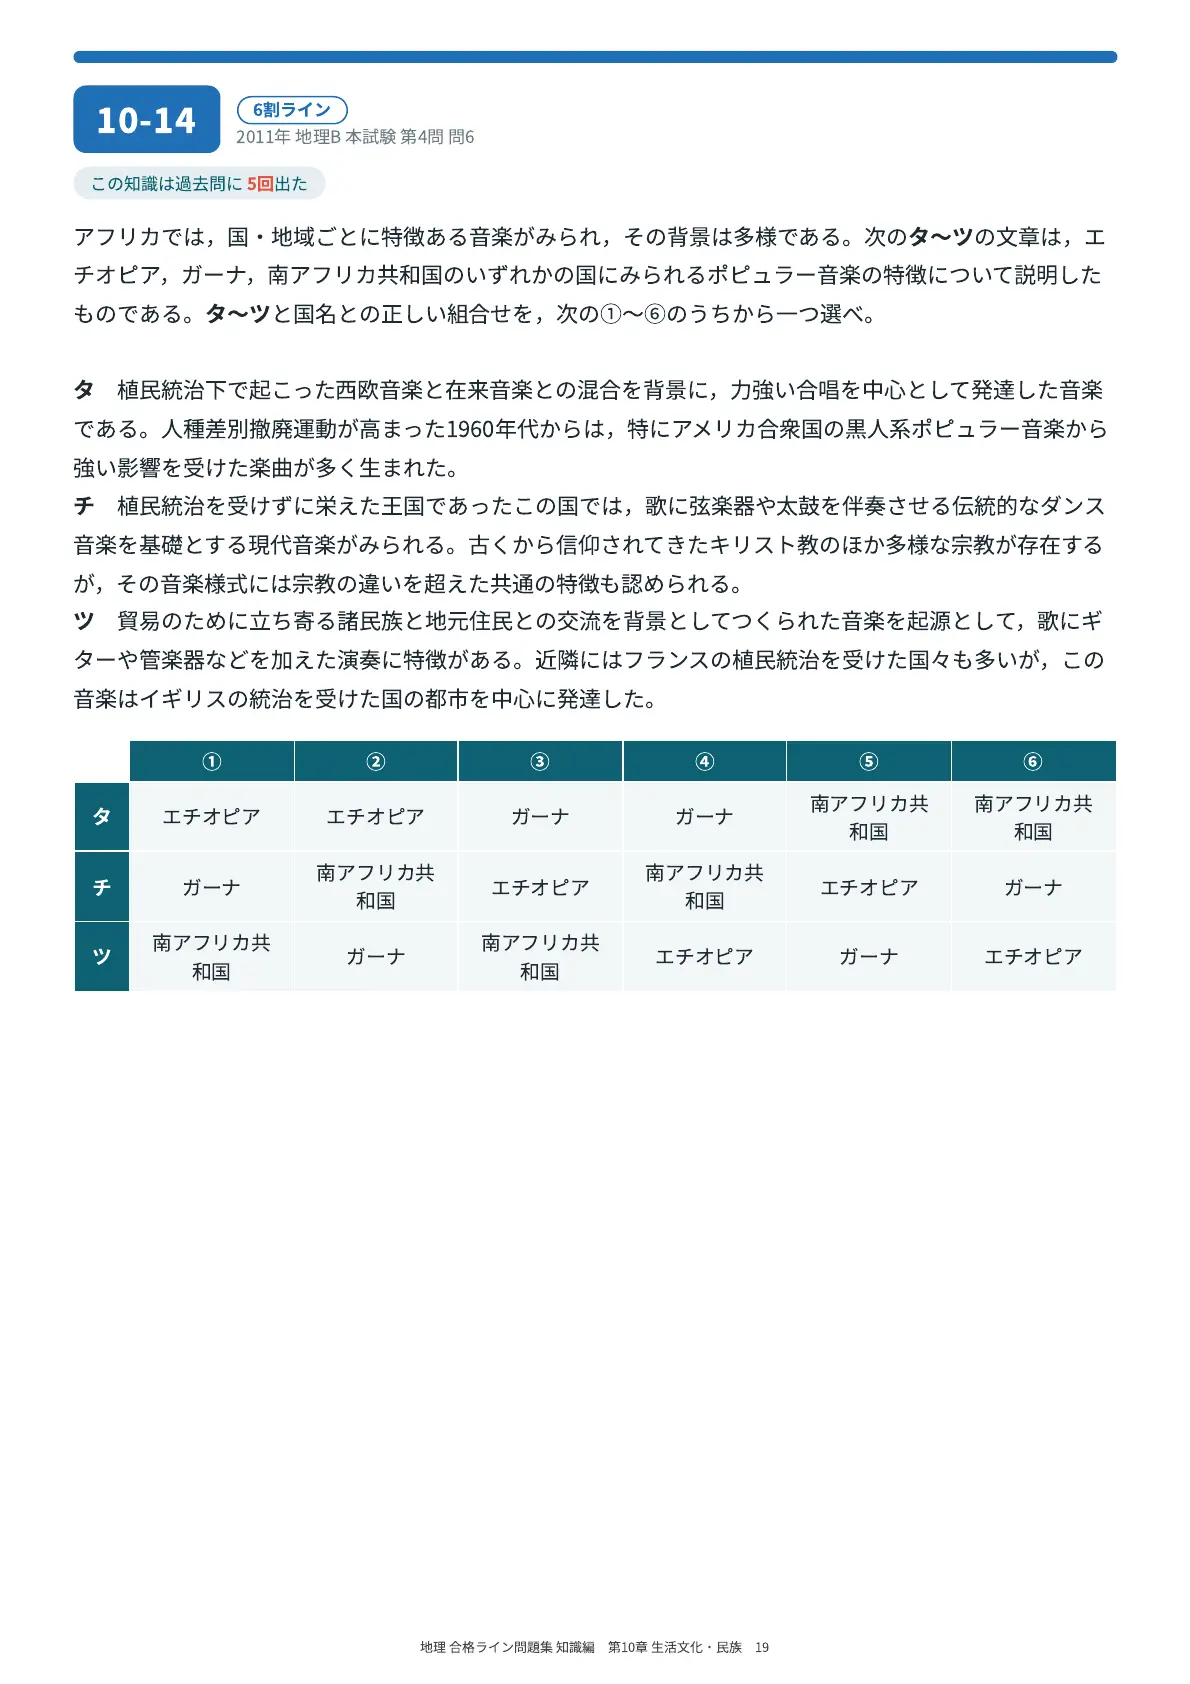 10-14
6割ライン
2011年 地理B 本試験 第4問 問6
この知識は過去問に 5回出た
アフリカでは，国・地域ごとに特徴ある音楽がみられ，その背景は多様である。次のタ～ツの文章は，エ
チオピア，ガーナ，南アフリカ共和国のいずれかの国にみられるポピュラー音楽の特徴について説明した
ものである。タ～ツと国名との正しい組合せを，次の①～⑥のうちから一つ選べ。
タ　植民統治下で起こった西欧音楽と在来音楽との混合を背景に，力強い合唱を中心として発達した音楽
である。人種差別撤廃運動が高まった1960年代からは，特にアメリカ合衆国の黒人系ポピュラー音楽から
強い影響を受けた楽曲が多く生まれた。
チ　植民統治を受けずに栄えた王国であったこの国では，歌に弦楽器や太鼓を伴奏させる伝統的なダンス
音楽を基礎とする現代音楽がみられる。古くから信仰されてきたキリスト教のほか多様な宗教が存在する
が，その音楽様式には宗教の違いを超えた共通の特徴も認められる。
ツ　貿易のために立ち寄る諸民族と地元住民との交流を背景としてつくられた音楽を起源として，歌にギ
ターや管楽器などを加えた演奏に特徴がある。近隣にはフランスの植民統治を受けた国々も多いが，この
音楽はイギリスの統治を受けた国の都市を中心に発達した。
① ② ③ ④ ⑤ ⑥
タ エチオピア エチオピア ガーナ ガーナ 南アフリカ共和国 南アフリカ共和国
チ ガーナ 南アフリカ共和国 エチオピア 南アフリカ共和国 エチオピア ガーナ
ツ 南アフリカ共和国 ガーナ 南アフリカ共和国 エチオピア ガーナ エチオピア
地理 合格ライン問題集 知識編　第10章 生活文化・民族　19